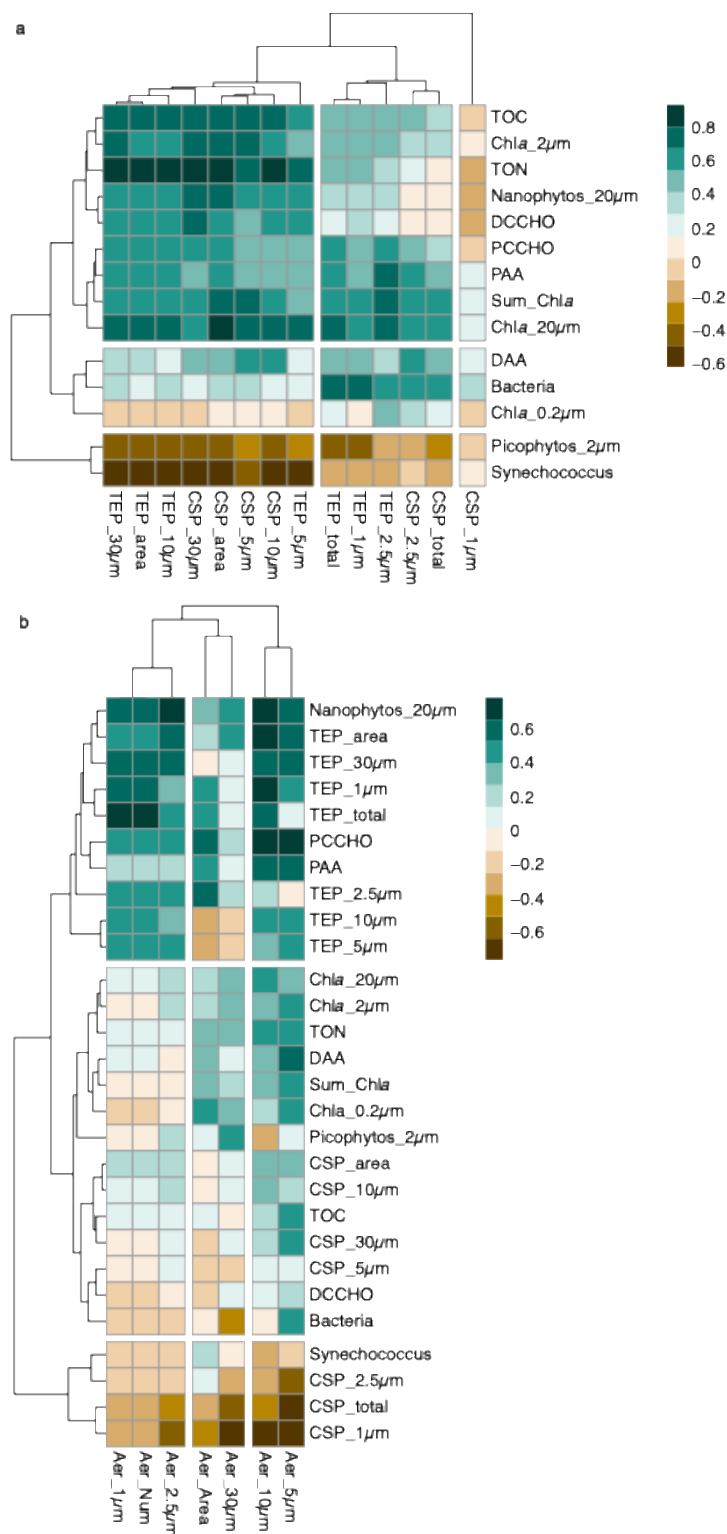 a
TOC
Chla_2µm
TON
Nanophytos_20µm
DCCHO
PCCHO
PAA
Sum_Chla
Chla_20µm
DAA
Bacteria
Chla_0.2µm
Picophytos_2µm
Synechococcus
0.8
0.6
0.4
0.2
0
−0.2
−0.4
−0.6
TEP_30µm
TEP_area
TEP_10µm
CSP_30µm
CSP_area
CSP_5µm
CSP_10µm
TEP_5µm
TEP_total
TEP_1µm
TEP_2.5µm
CSP_2.5µm
CSP_total
CSP_1µm
b
Nanophytos_20µm
TEP_area
TEP_30µm
TEP_1µm
TEP_total
PCCHO
PAA
TEP_2.5µm
TEP_10µm
TEP_5µm
Chla_20µm
Chla_2µm
TON
DAA
Sum_Chla
Chla_0.2µm
Picophytos_2µm
CSP_area
CSP_10µm
TOC
CSP_30µm
CSP_5µm
DCCHO
Bacteria
Synechococcus
CSP_2.5µm
CSP_total
CSP_1µm
0.6
0.4
0.2
0
−0.2
−0.4
−0.6
Aer_1µm
Aer_Num
Aer_2.5µm
Aer_Area
Aer_30µm
Aer_10µm
Aer_5µm